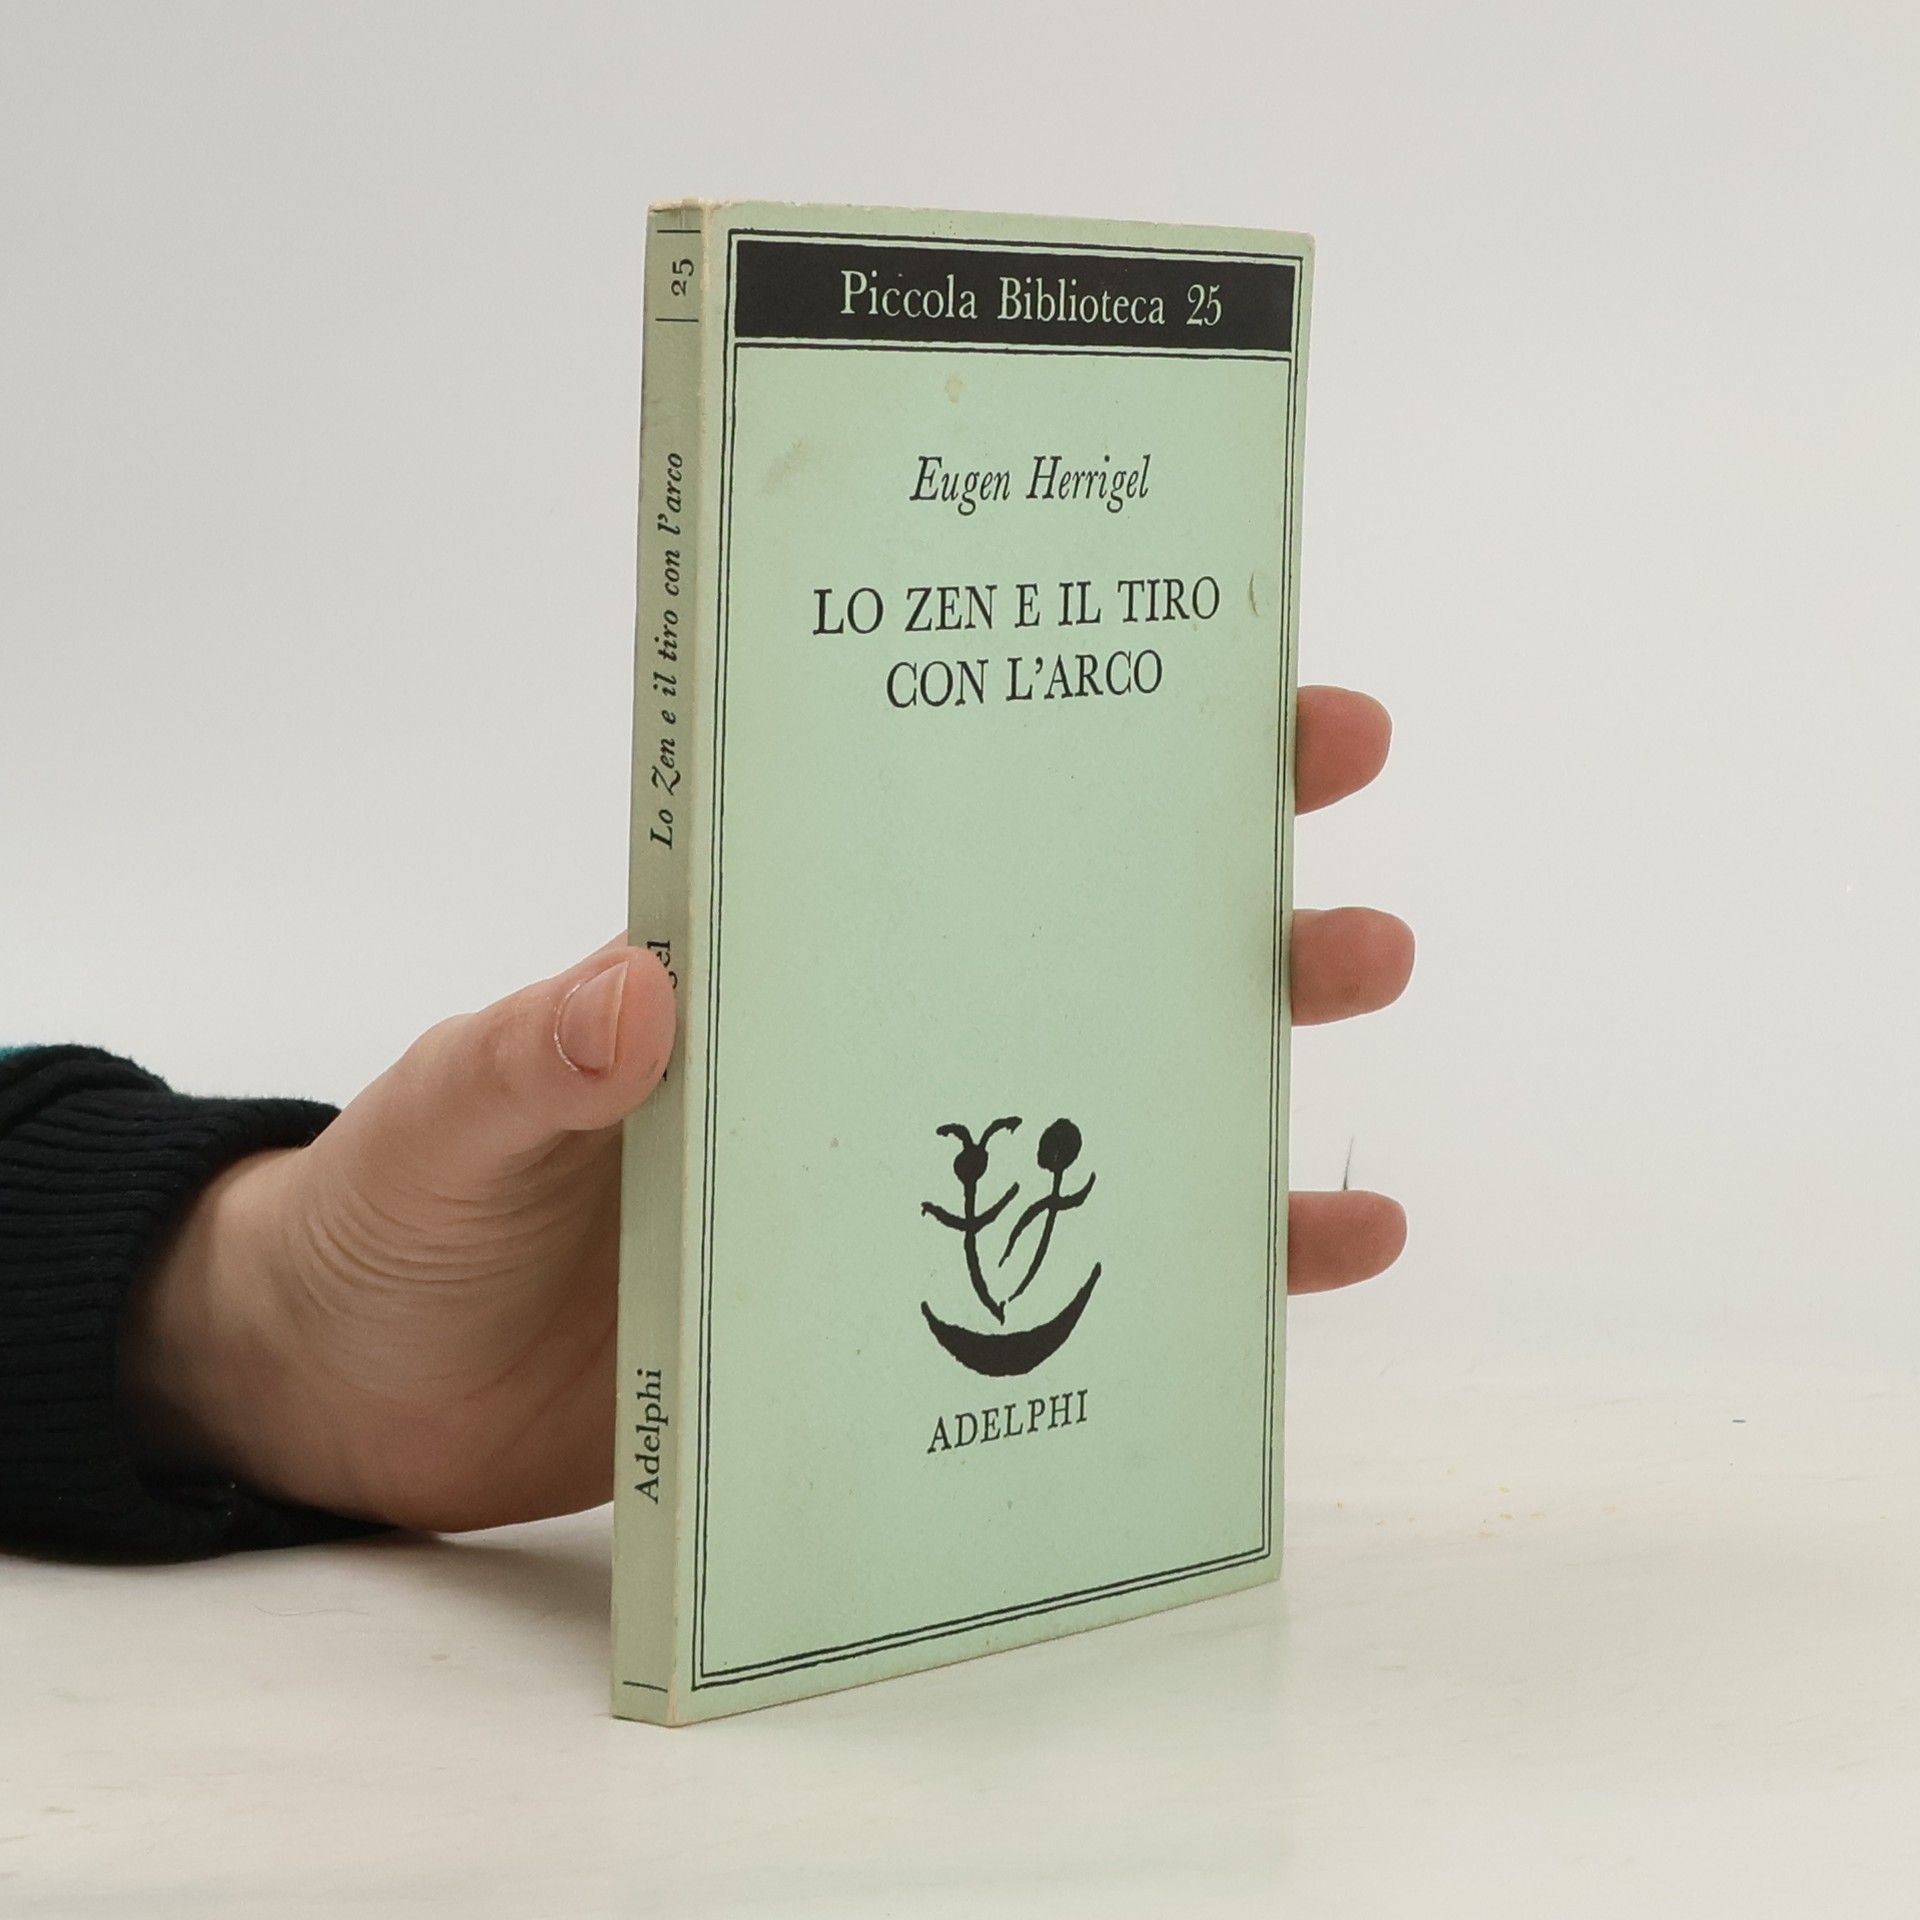 Piccola Biblioteca 25
Eugen Herrigel
LO ZEN E IL TIRO
CON L'ARCO
ADELPHI
25
Lo Zen e il tiro con l'arco
Adelphi